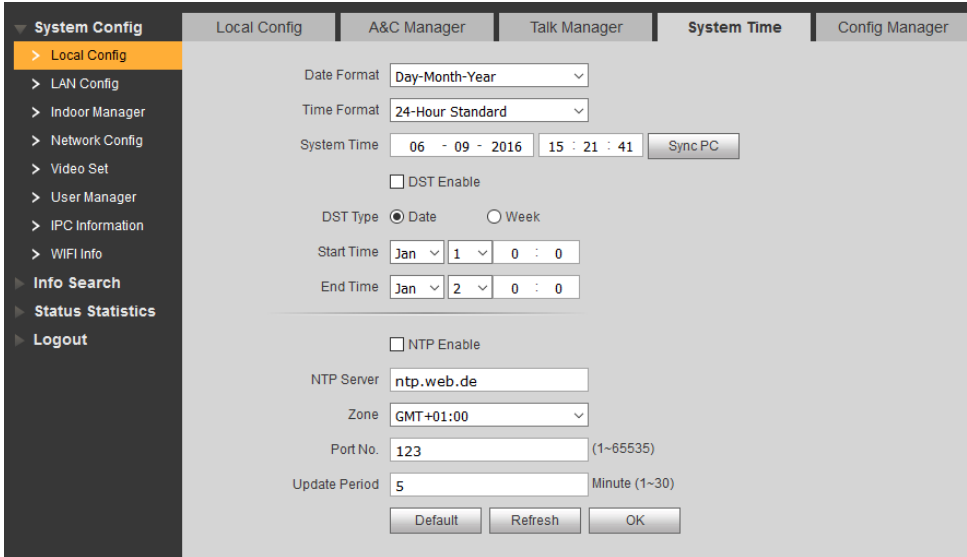 System Config
Local Config
LAN Config
Indoor Manager
Network Config
Video Set
User Manager
IPC Information
WIFI Info
Info Search
Status Statistics
Logout
Local Config A&C Manager Talk Manager System Time Config Manager
Date Format Day-Month-Year
Time Format 24-Hour Standard
System Time 06 - 09 - 2016 15 : 21 : 41 Sync PC
DST Enable
DST Type Date Week
Start Time Jan 1 0 : 0
End Time Jan 2 0 : 0
NTP Enable
NTP Server ntp.web.de
Zone GMT+01:00
Port No. 123 (1~65535)
Update Period 5 Minute (1~30)
Default Refresh OK